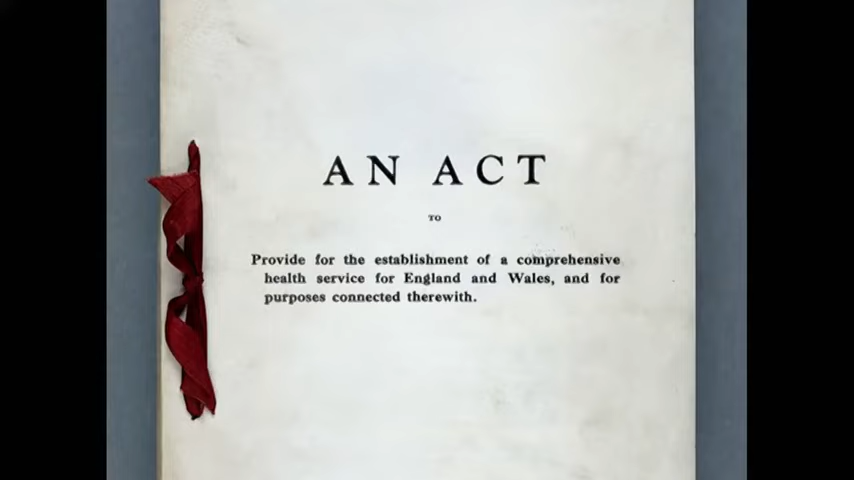 AN ACT
TO
Provide for the establishment of a comprehensive
health service for England and Wales, and for
purposes connected therewith.